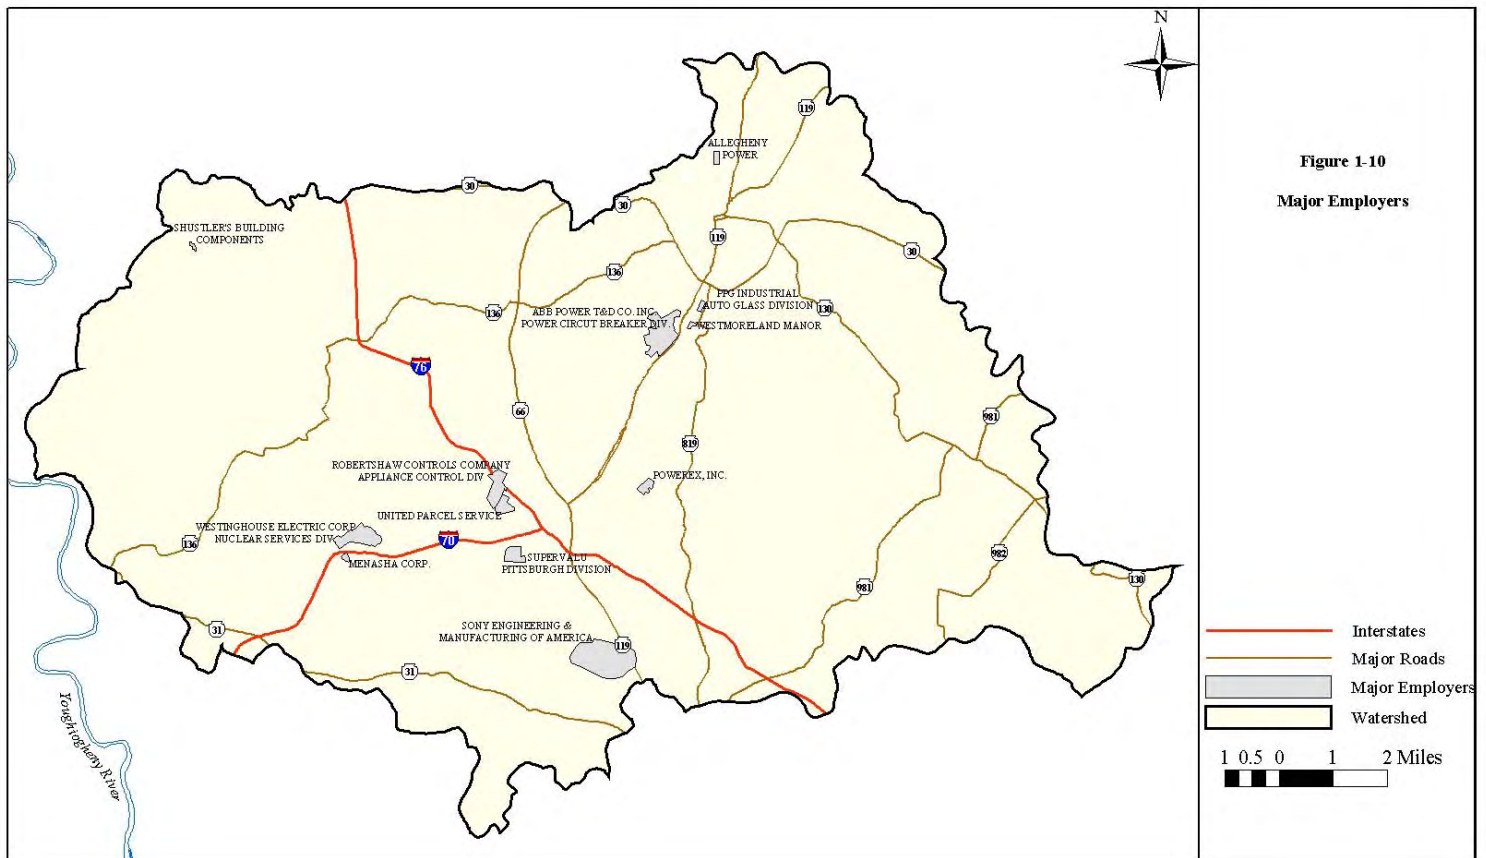 N
119
ALLEGHENY
POWER
Figure 1-10
Major Employers
30
30
SHUSTLER'S BUILDING
COMPONENTS
119
30
136
PPG INDUSTRIAL
AUTO GLASS DIVISION
ABB POWER T&D CO. INC.
POWER CIRCUT BREAKER DIV.
136
130
WESTMORELAND MANOR
76
66
981
819
ROBERTSHAW CONTROLS COMPANY
APPLIANCE CONTROL DIV
POWEREX, INC.
UNITED PARCEL SERVICE
WESTINGHOUSE ELECTRIC CORP
NUCLEAR SERVICES DIV.
136
70
MENASHA CORP.
SUPERVALU
PITTSBURGH DIVISION
982
130
981
SONY ENGINEERING &
MANUFACTURING OF AMERICA
31
119
31
Youghiogheny River
Interstates
Major Roads
Major Employers
Watershed
1 0.5 0 1 2 Miles